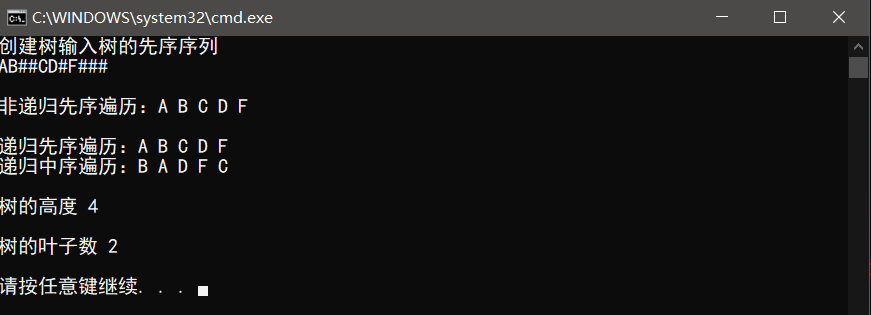 C:\WINDOWS\system32\cmd.exe
创建树输入树的先序序列
AB##CD#F###
非递归先序遍历：A B C D F
递归先序遍历：A B C D F
递归中序遍历：B A D F C
树的高度 4
树的叶子数 2
请按任意键继续. . .